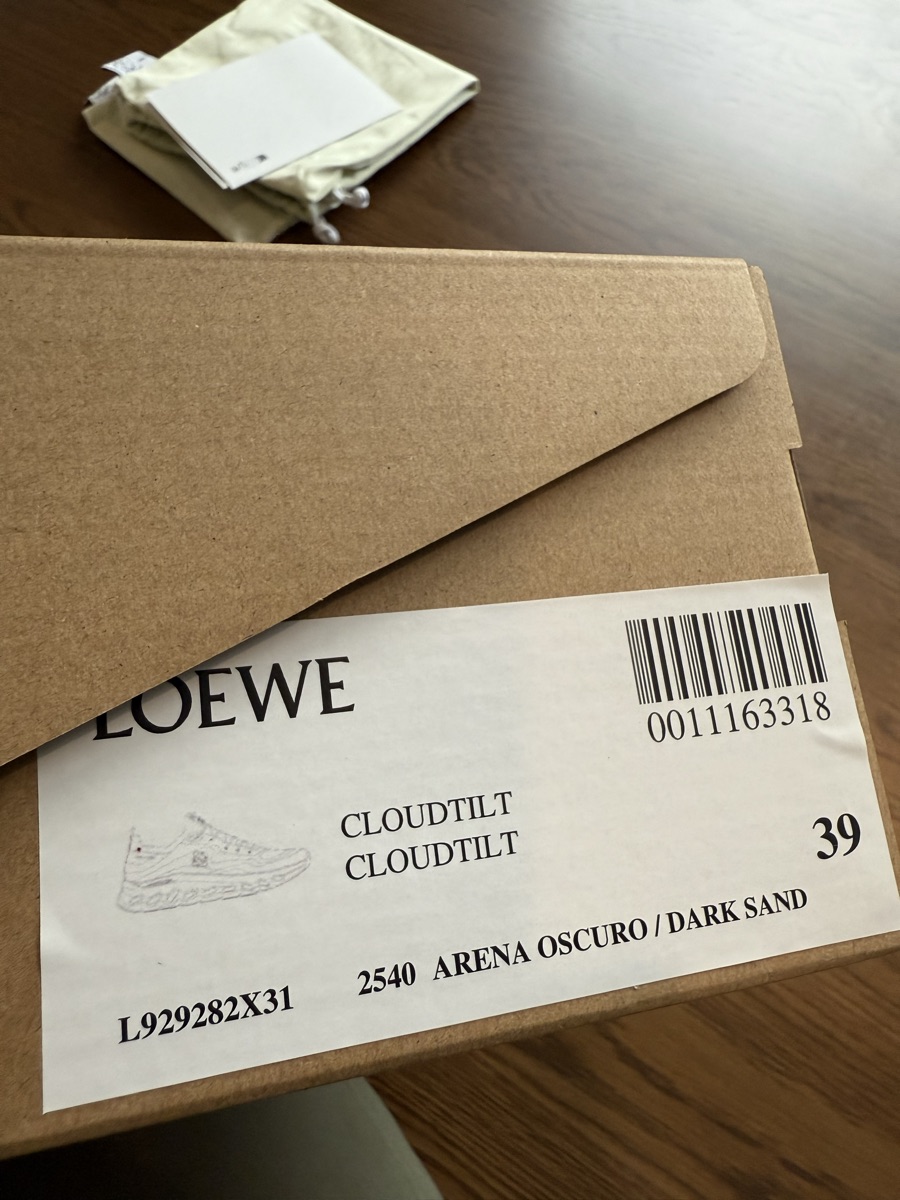 LOEWE
0011163318
CLOUDTILT
CLOUDTILT
39
L929282X31 2540 ARENA OSCURO / DARK SAND